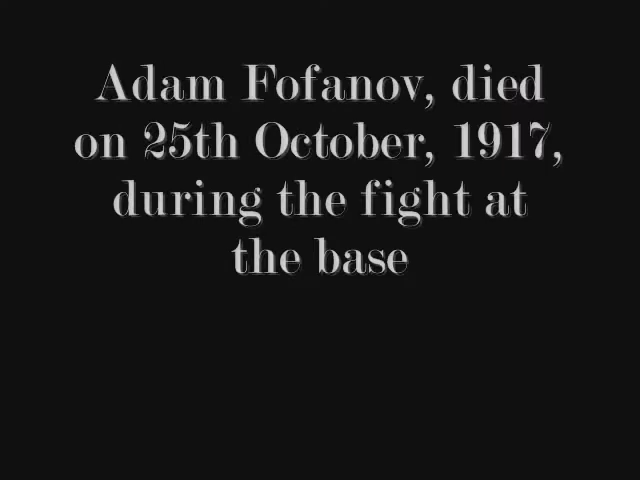 Adam Fofanov, died
on 25th October, 1917,
during the fight at
the base